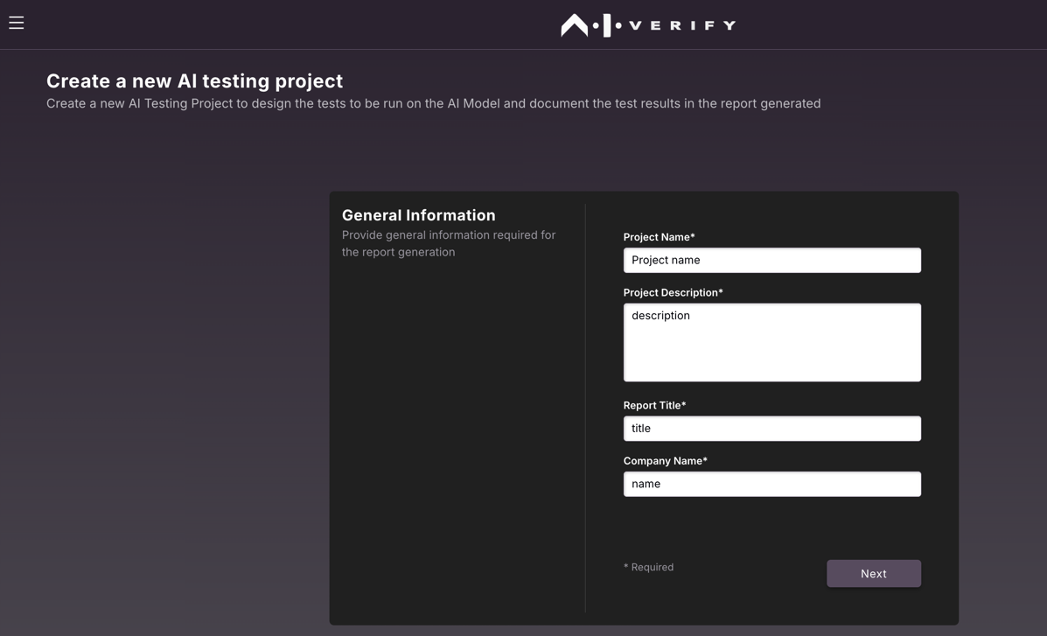 VERIFY
Create a new AI testing project
Create a new AI Testing Project to design the tests to be run on the AI Model and document the test results in the report generated
General Information
Provide general information required for
the report generation
Project Name*
Project name
Project Description*
description
Report Title*
title
Company Name*
name
* Required
Next